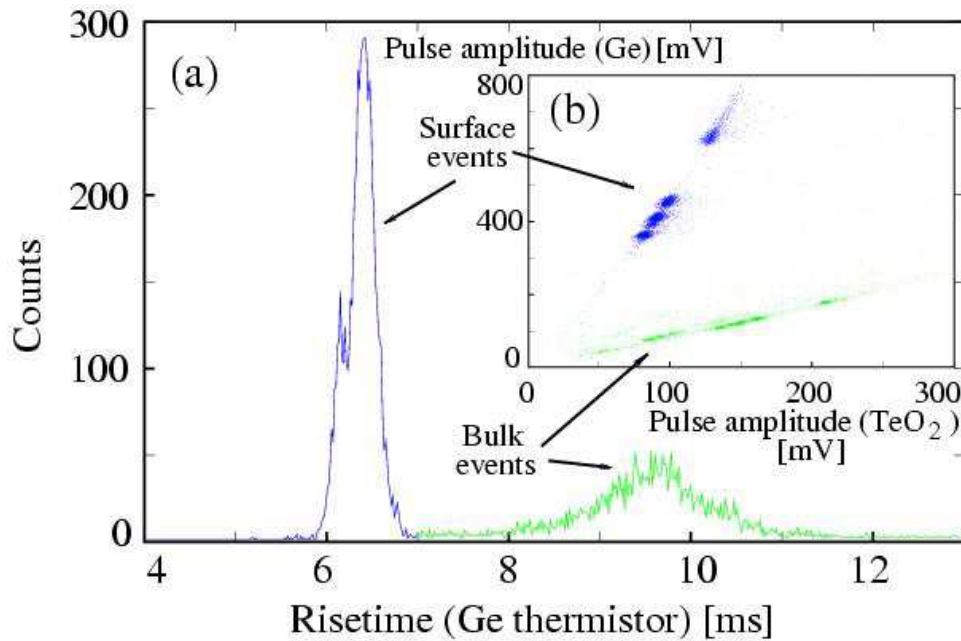 300
200
100
0
Counts
(a)
Pulse amplitude (Ge) [mV]
Surface
events
(b)
800
400
0
0 100 200 300
Pulse amplitude (TeO2)
[mV]
Bulk
events
4 6 8 10 12
Risetime (Ge thermistor) [ms]